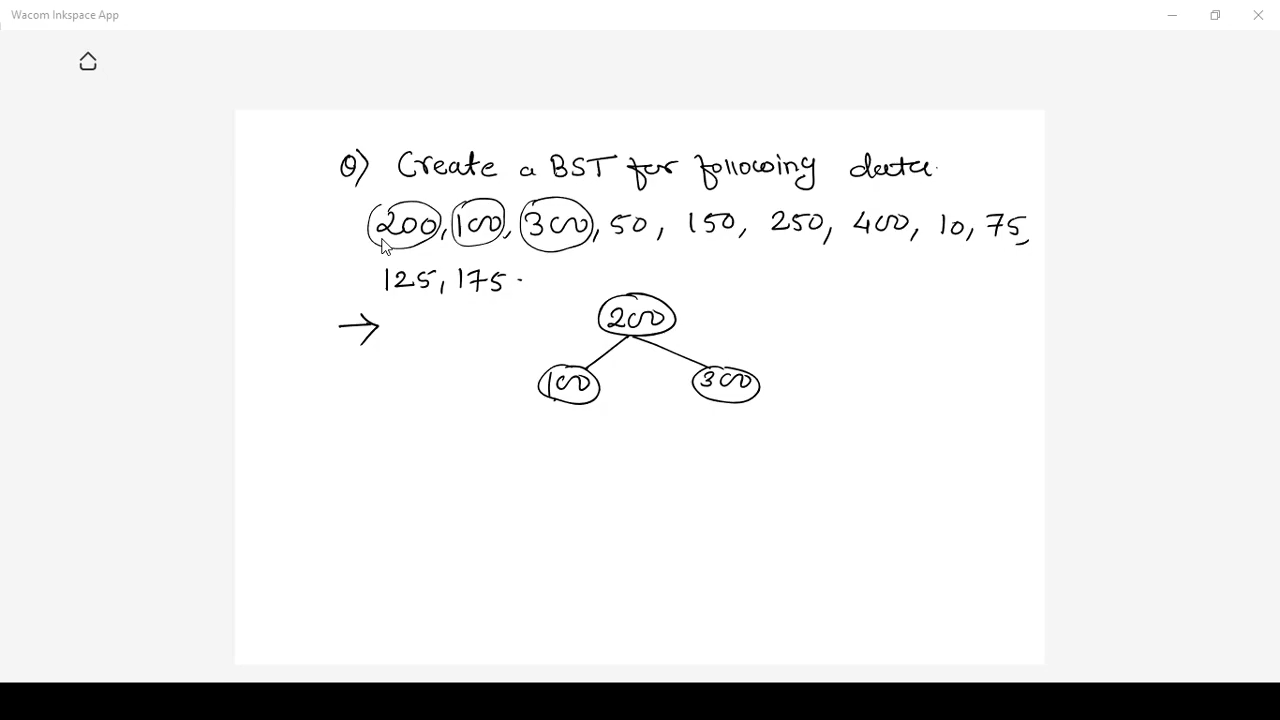 Wacom Inkspace App
Q) Create a BST for following data.
200, 100, 300, 50, 150, 250, 400, 10, 75,
125, 175.
200
100 300